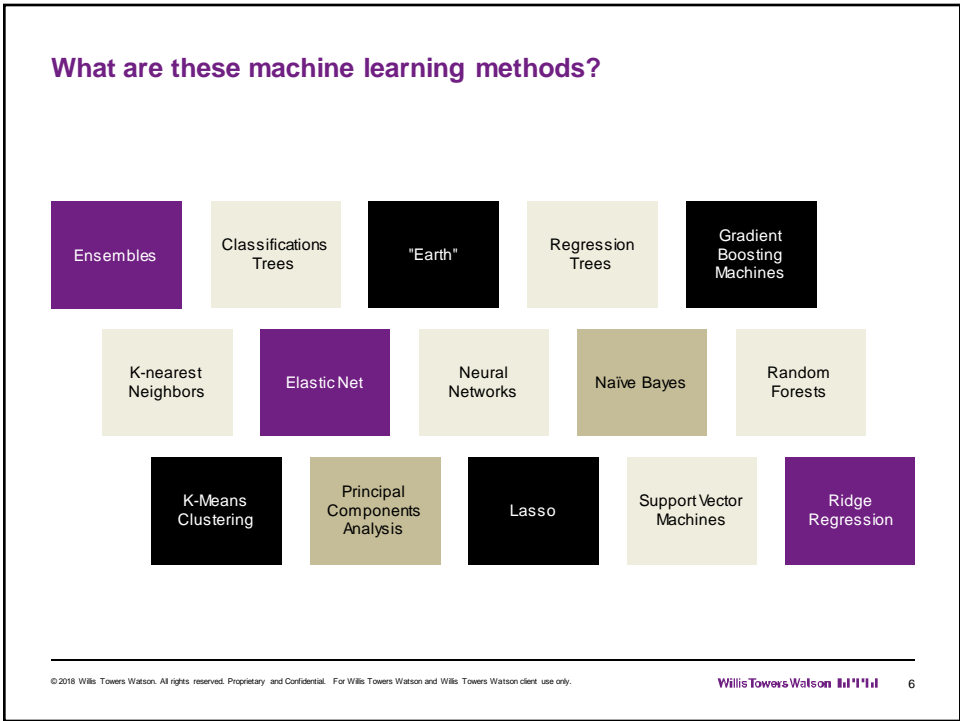 What are these machine learning methods?
Ensembles
Classifications
Trees
"Earth"
Regression
Trees
Gradient
Boosting
Machines
K-nearest
Neighbors
Elastic Net
Neural
Networks
Naïve Bayes
Random
Forests
K-Means
Clustering
Principal
Components
Analysis
Lasso
Support Vector
Machines
Ridge
Regression
© 2018 Willis Towers Watson. All rights reserved. Proprietary and Confidential. For Willis Towers Watson and Willis Towers Watson client use only.
Willis Towers Watson
6